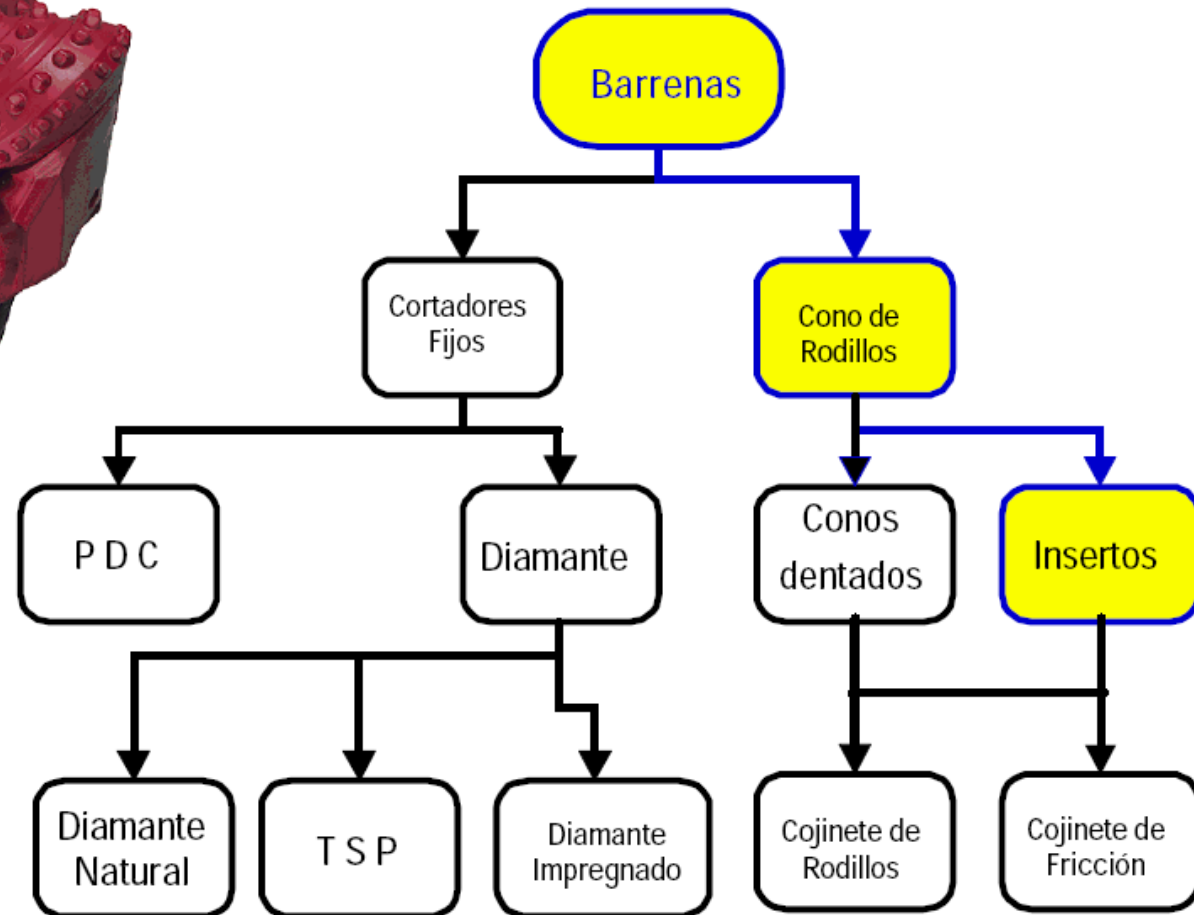 Barrenas
Cortadores
Fijos
Cono de
Rodillos
P D C
Diamante
Conos
dentados
Insertos
Diamante
Natural
T S P
Diamante
Impregnado
Cojinete de
Rodillos
Cojinete de
Fricción